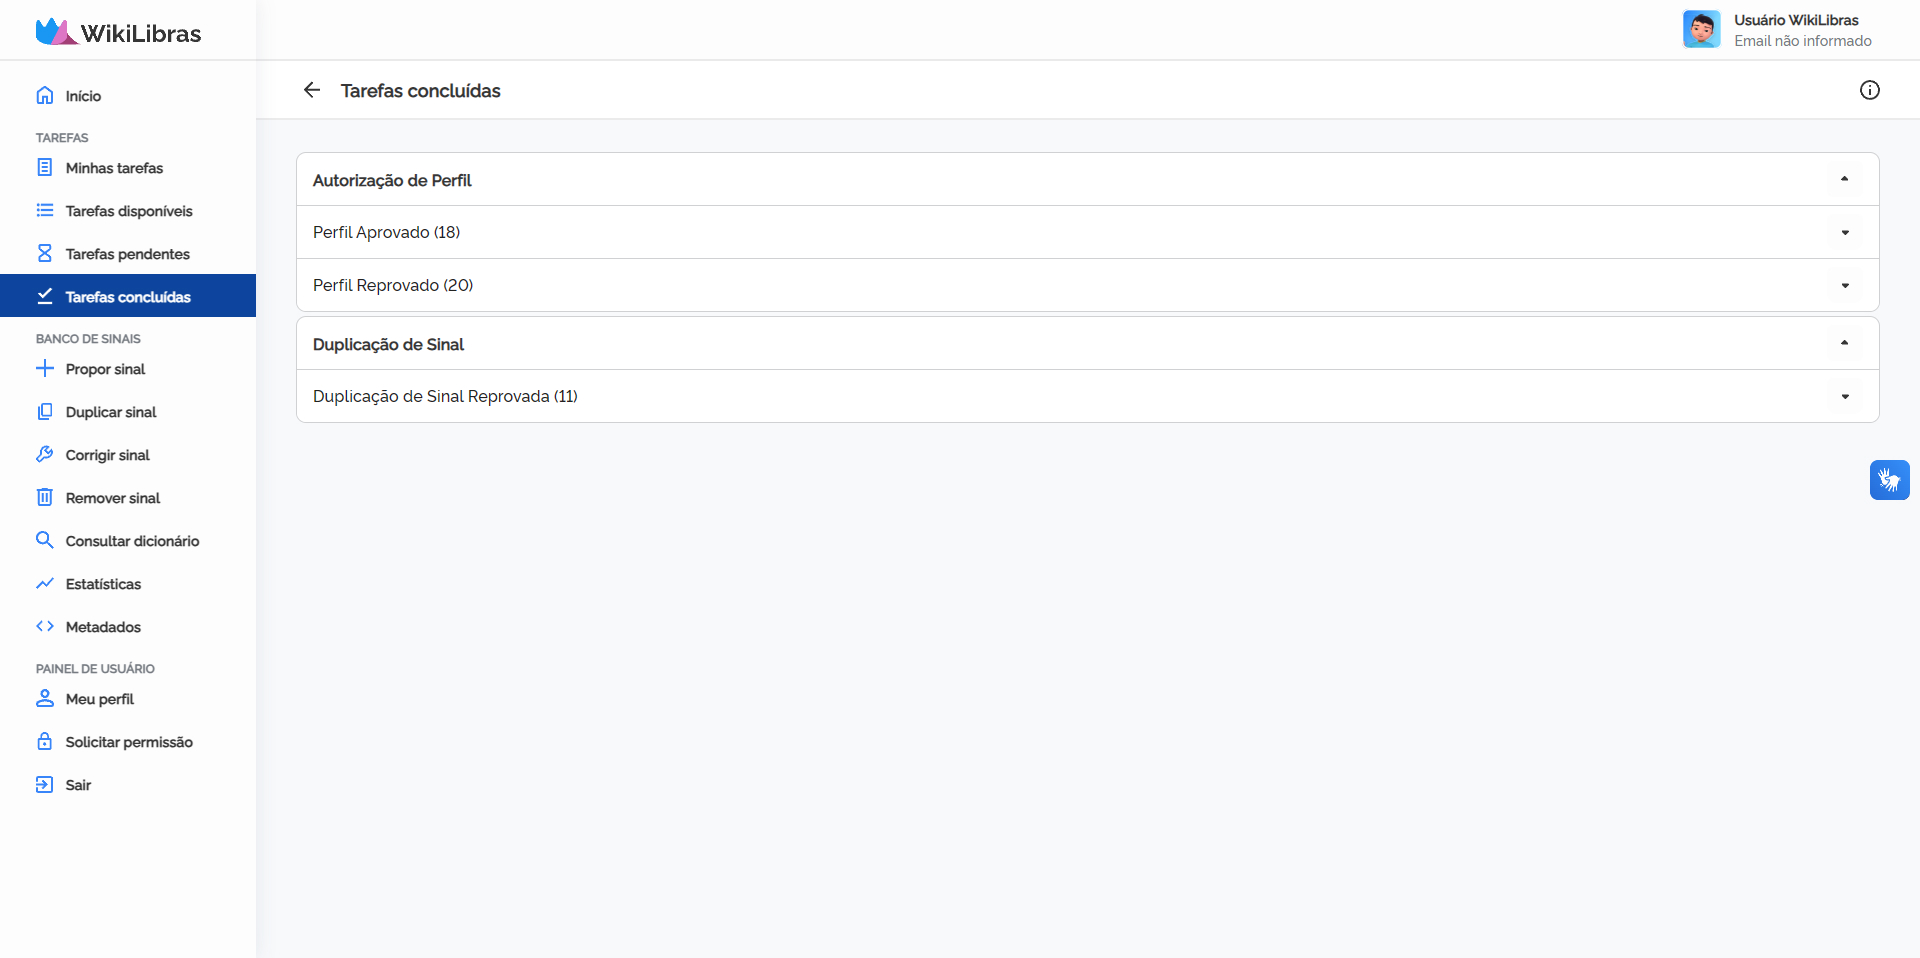 WikiLibras
Usuário WikiLibras
Email não informado
Início
TAREFAS
Minhas tarefas
Tarefas disponíveis
Tarefas pendentes
Tarefas concluídas
BANCO DE SINAIS
Propor sinal
Duplicar sinal
Corrigir sinal
Remover sinal
Consultar dicionário
Estatísticas
Metadados
PAINEL DE USUÁRIO
Meu perfil
Solicitar permissão
Sair
Tarefas concluídas
Autorização de Perfil
Perfil Aprovado (18)
Perfil Reprovado (20)
Duplicação de Sinal
Duplicação de Sinal Reprovada (11)